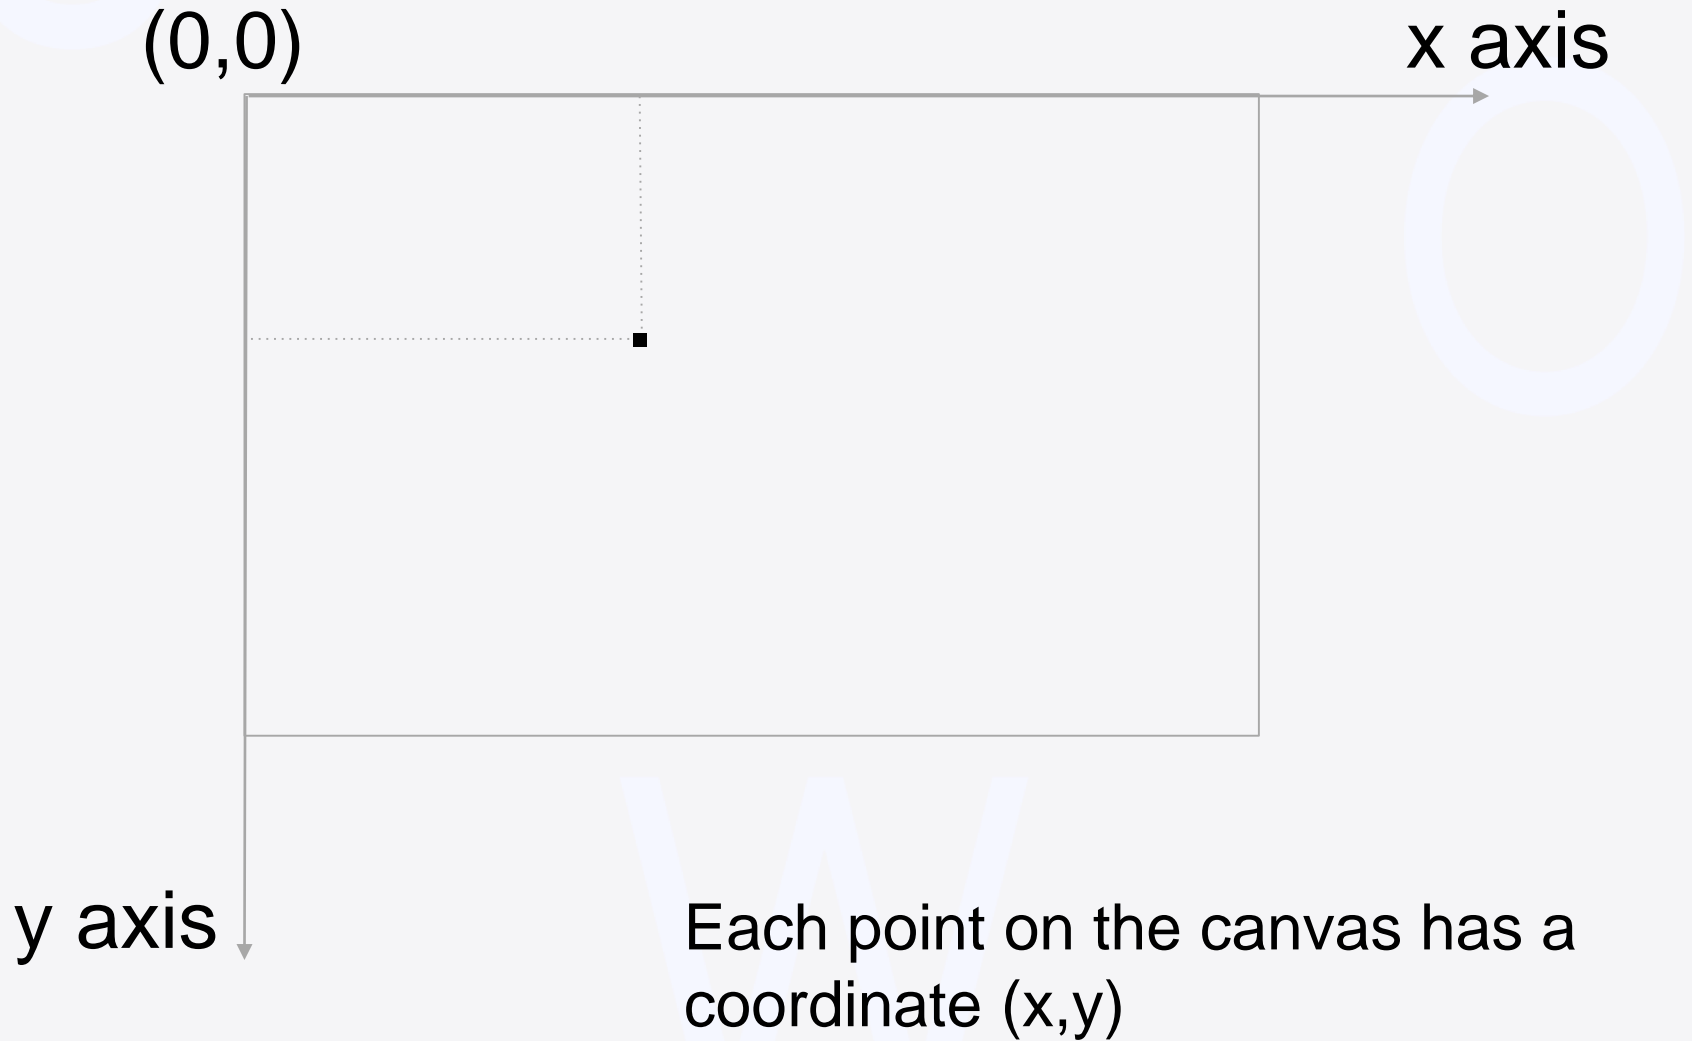 (0,0)
x axis
y axis
Each point on the canvas has a
coordinate (x,y)
O
W